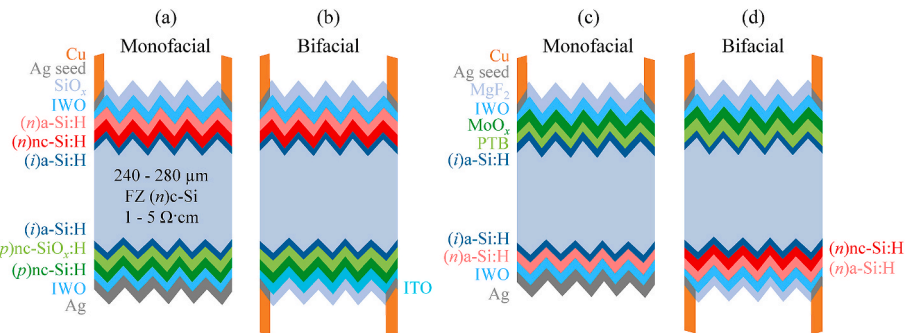 (a)
(b)
(c)
(d)
Monofacial
Bifacial
Monofacial
Bifacial
Cu
Ag seed
SiOₓ
IWO
(n)a-Si:H
(n)nc-Si:H
(i)a-Si:H
240 - 280 µm
FZ (n)c-Si
1 - 5 Ω·cm
(i)a-Si:H
(p)nc-SiOₓ:H
(p)nc-Si:H
IWO
Ag
ITO
Cu
Ag seed
MgF₂
IWO
MoOₓ
PTB
(i)a-Si:H
(i)a-Si:H
(n)a-Si:H
IWO
Ag
(n)nc-Si:H
(n)a-Si:H